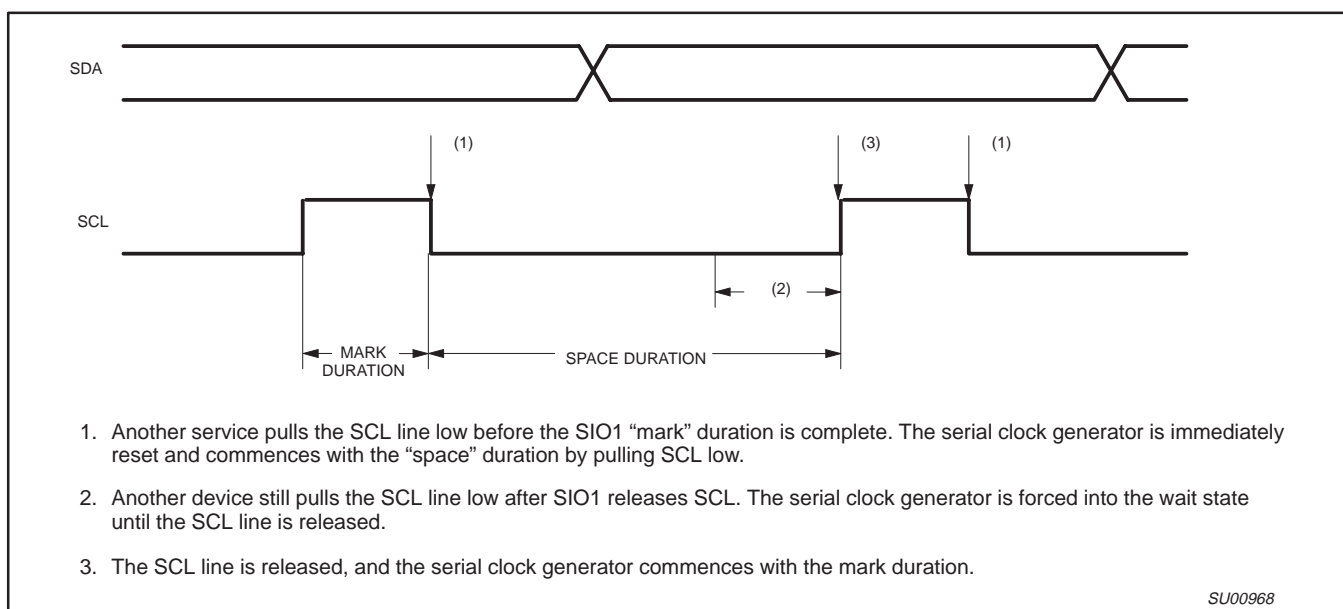 SDA
(1)
(3)
(1)
SCL
(2)
MARK
DURATION
SPACE DURATION
1. Another service pulls the SCL line low before the SIO1 “mark” duration is complete. The serial clock generator is immediately
reset and commences with the “space” duration by pulling SCL low.
2. Another device still pulls the SCL line low after SIO1 releases SCL. The serial clock generator is forced into the wait state
until the SCL line is released.
3. The SCL line is released, and the serial clock generator commences with the mark duration.
SU00968